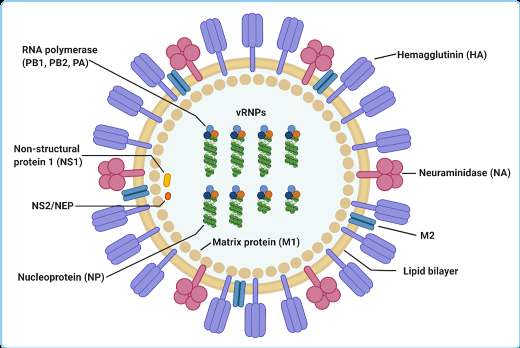 RNA polymerase
(PB1, PB2, PA)
Hemagglutinin (HA)
vRNPs
Non-structural
protein 1 (NS1)
Neuraminidase (NA)
NS2/NEP
M2
Matrix protein (M1)
Lipid bilayer
Nucleoprotein (NP)